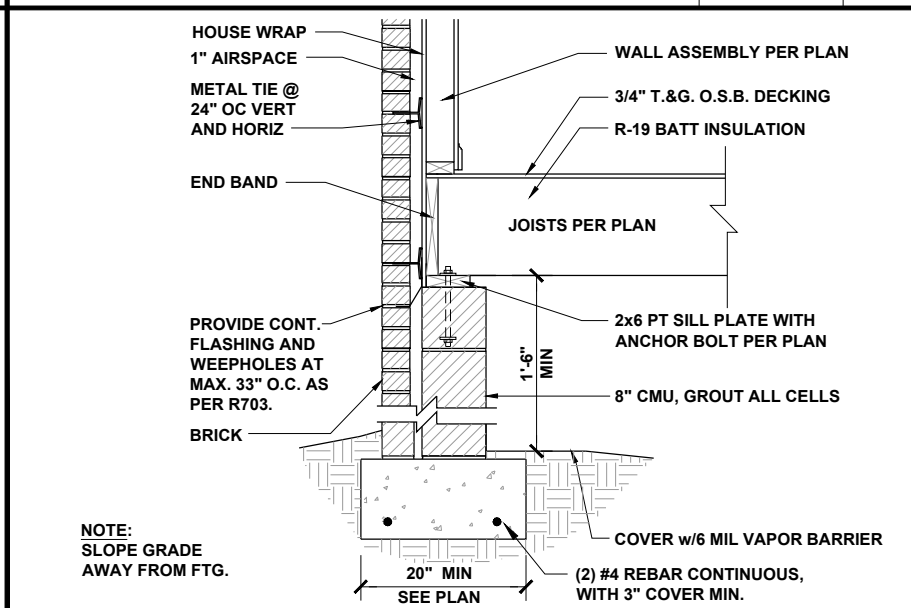 HOUSE WRAP
1" AIRSPACE
METAL TIE @
24" OC VERT
AND HORIZ
END BAND
PROVIDE CONT.
FLASHING AND
WEEPHOLES AT
MAX. 33" O.C. AS
PER R703.
BRICK
NOTE:
SLOPE GRADE
AWAY FROM FTG.
WALL ASSEMBLY PER PLAN
3/4" T.&G. O.S.B. DECKING
R-19 BATT INSULATION
JOISTS PER PLAN
2x6 PT SILL PLATE WITH
ANCHOR BOLT PER PLAN
1'-6"
MIN
8" CMU, GROUT ALL CELLS
COVER w/6 MIL VAPOR BARRIER
(2) #4 REBAR CONTINUOUS,
WITH 3" COVER MIN.
20" MIN
SEE PLAN